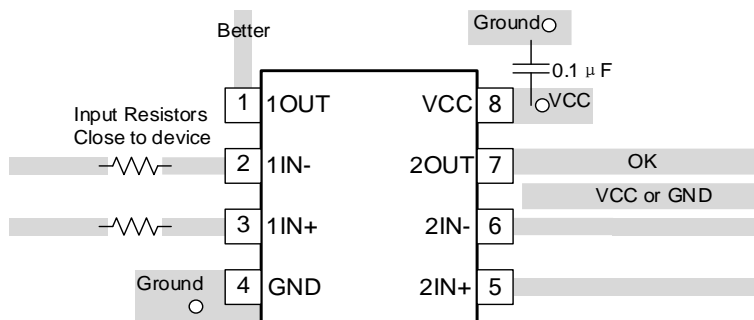 Ground
Better
0.1 μF
1 1OUT VCC 8 VCC
Input Resistors
Close to device
2 1IN- 2OUT 7 OK
VCC or GND
3 1IN+ 2IN- 6
Ground
4 GND 2IN+ 5